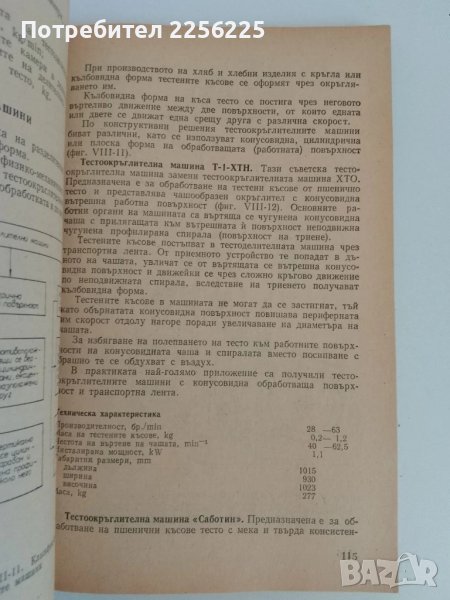 Потребител 2256225
При производството на хляб и хлебни изделия с кръгла или
кълбовидна форма тестените късове се оформят чрез окръгля-
ването им.
Кълбовидна форма на къса тесто се постига чрез неговото
въртеливо движение между две повърхности, от които едната
или двете се движат една срещу друга с различна скорост.
По конструктивни решения тестоокръглителните машини
биват различни, като се използуват конусовидна, цилиндрична
или плоска форма на обработващата (работната) повърхност
(фиг. VIII-11).
Тестоокръглителна машина Т-1-ХТН. Тази съветска тесто-
окръглителна машина замени тестоокръглителната машина ХТО.
Предназначена е за обработване на тестени късове от пшенично
тесто и представлява чашообразен окръглител с конусовидна
вътрешна работна повърхност (фиг. VIII-12). Основните ра-
ботни органи на машината са въртяща се чугунена конусовидна
чаша с прилягащата към вътрешната ѝ повърхност неподвижна
чугунена профилирана спирала (повърхност на триене).
Тестените късове постъпват в тестоделителната машина чрез
транспортна лента. От приемното устройство те попадат в дъ-
ното на чашата, увличат се от въртящата се вътрешна конусо-
видна повърхност и движейки се чрез сложно кръгово движение
по неподвижната спирала, вследствие на триенето получават
кълбовидна форма.
Тестените късове в машината не могат да се застигнат, тъй
като обърнатата конусовидна повърхност повишава периферната
им скорост отдолу нагоре поради увеличаване на диаметъра на
чашата.
За избягване на полепването на тесто към работните повърх-
ности на конусовидната чаша и спиралата вместо посипване с
брашно те се обдухват с въздух.
В практиката най-голямо приложение са получили тесто-
окръглителните машини с конусовидна обработваща повърх-
ност и транспортна лента.
Техническа характеристика
Производителност, бр./min 28 —63
Маса на тестените късове, kg 0,2— 1,2
Честота на въртене на чашата, min⁻¹ 40 —62,5
Инсталирана мощност, kW 1,1
Габаритни размери, mm
дължина 1015
ширина 930
височина 1023
Маса, kg 277
Тестоокръглителна машина «Саботин». Предназначена е за об-
работване на пшенични късове тесто с мека и твърда консистен-
115
BAZAR.bg